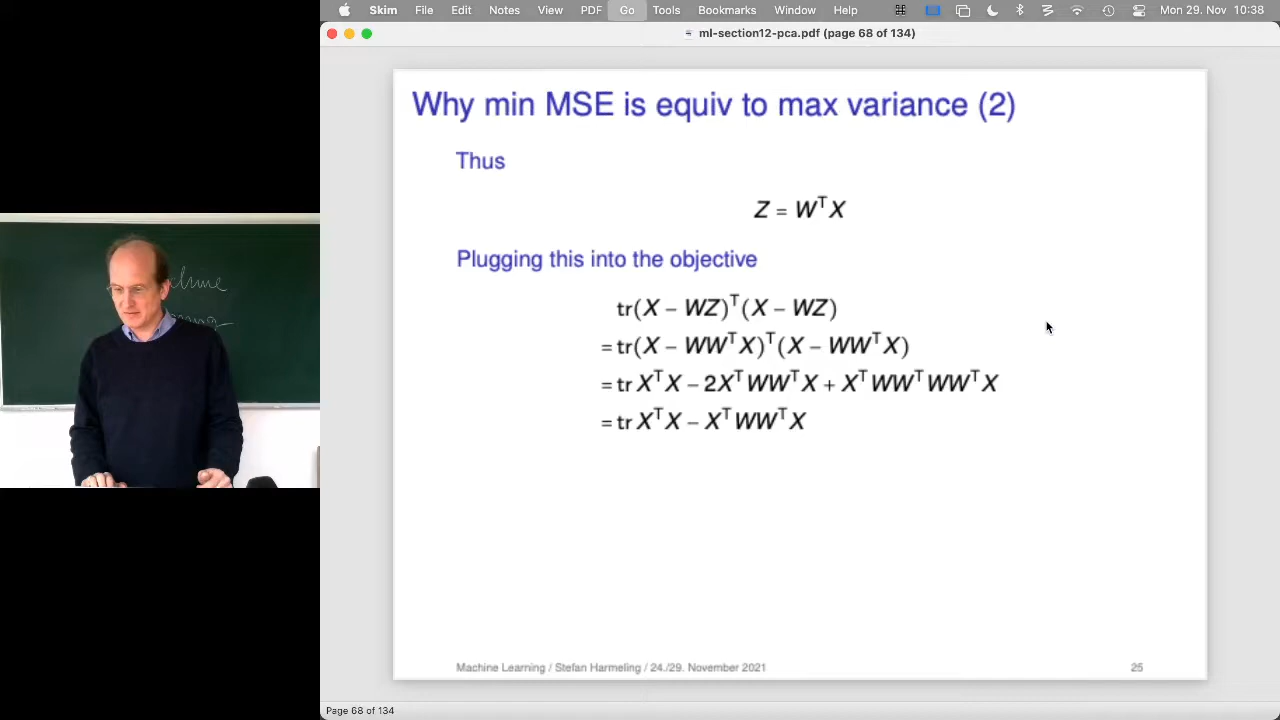 Skim File Edit Notes View PDF Go Tools Bookmarks Window Help Mon 29. Nov 10:38
ml-section12-pca.pdf (page 68 of 134)
Why min MSE is equiv to max variance (2)
Thus
Z = WᵀX
Plugging this into the objective
tr(X − WZ)ᵀ(X − WZ)
= tr(X − WWᵀX)ᵀ(X − WWᵀX)
= tr XᵀX − 2XᵀWWᵀX + XᵀWWᵀWWᵀX
= tr XᵀX − XᵀWWᵀX
Machine Learning / Stefan Harmeling / 24./29. November 2021 25
Page 68 of 134